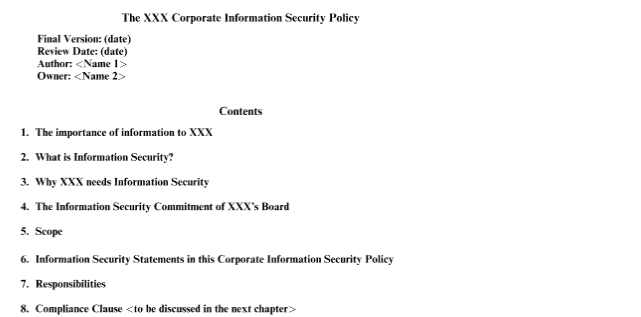 The XXX Corporate Information Security Policy
Final Version: (date)
Review Date: (date)
Author: <Name 1>
Owner: <Name 2>
Contents
1. The importance of information to XXX
2. What is Information Security?
3. Why XXX needs Information Security
4. The Information Security Commitment of XXX's Board
5. Scope
6. Information Security Statements in this Corporate Information Security Policy
7. Responsibilities
8. Compliance Clause <to be discussed in the next chapter>